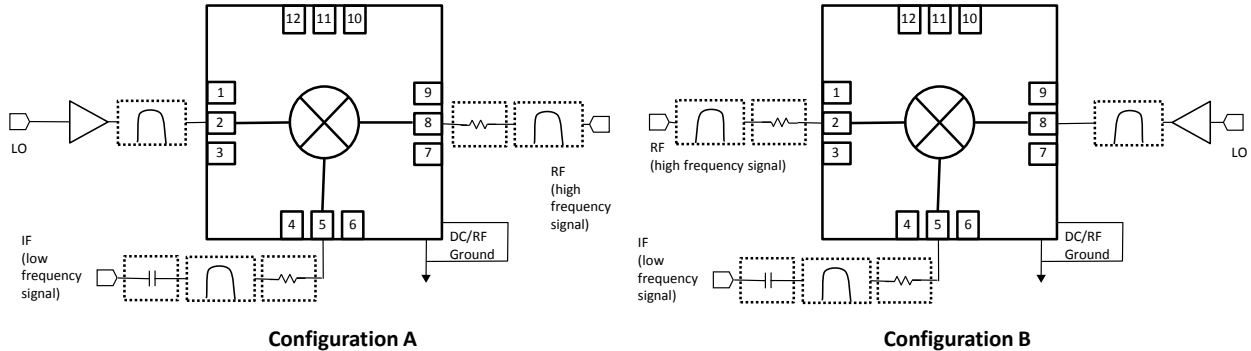 12 11 10
1
2
3
9
8
7
4 5 6
LO
RF
(high
frequency
signal)
IF
(low
frequency
signal)
DC/RF
Ground
Configuration A
12 11 10
1
2
3
9
8
7
4 5 6
RF
(high frequency signal)
LO
IF
(low
frequency
signal)
DC/RF
Ground
Configuration B